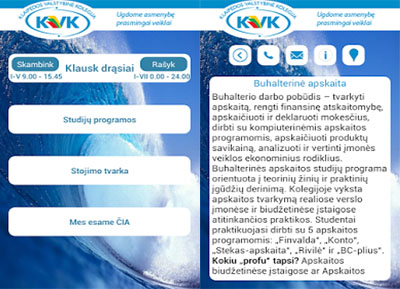 KLAIPĖDOS VALSTYBINĖ KOLEGIJA
KVK
Ugdome asmenybę
prasmingai veiklai
Skambink
Klausk drąsiai
Rašyk
I-V 9.00 - 15.45
I-VII 0.00 - 24.00
Studijų programos
Stojimo tvarka
Mes esame ČIA
KLAIPĖDOS VALSTYBINĖ KOLEGIJA
KVK
Ugdome asmenybę
prasmingai veiklai
Buhalterinė apskaita
Buhalterio darbo pobūdis – tvarkyti
apskaitą, rengti finansinę atskaitomybę,
apskaičiuoti ir deklaruoti mokesčius,
dirbti su kompiuterinėmis apskaitos
programomis, apskaičiuoti produktų
savikainą, analizuoti ir vertinti įmonės
veiklos ekonominius rodiklius.
Buhalterinės apskaitos studijų programa
orientuota į teorinių žinių ir praktinių
įgūdžių derinimą. Kolegijoje vyksta
apskaitos tvarkymą realiose verslo
įmonėse ir biudžetinėse įstaigose
atitinkančios praktikos. Studentai
praktikuojasi dirbti su 5 apskaitos
programomis: „Finvalda“, „Konto“,
„Stekas-apskaita“, „Rivilė“ ir „BC-plius“.
Kokiu „profu“ tapsi? Apskaitos
biudžetinėse įstaigose ar Apskaitos